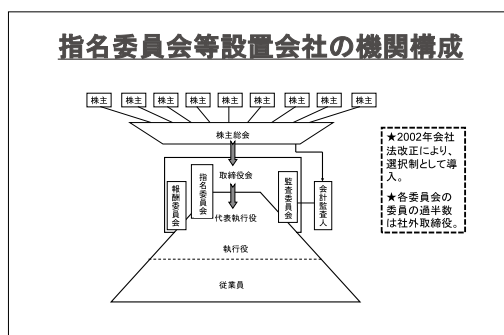 指名委員会等設置会社の機関構成
株主 株主 株主 株主 株主 株主 株主 株主 株主
株主総会
取締役会
指名委員会
報酬委員会
監査委員会
会計監査人
代表執行役
執行役
従業員
★2002年会社
法改正により、
選択制として導
入。
★各委員会の
委員の過半数
は社外取締役。